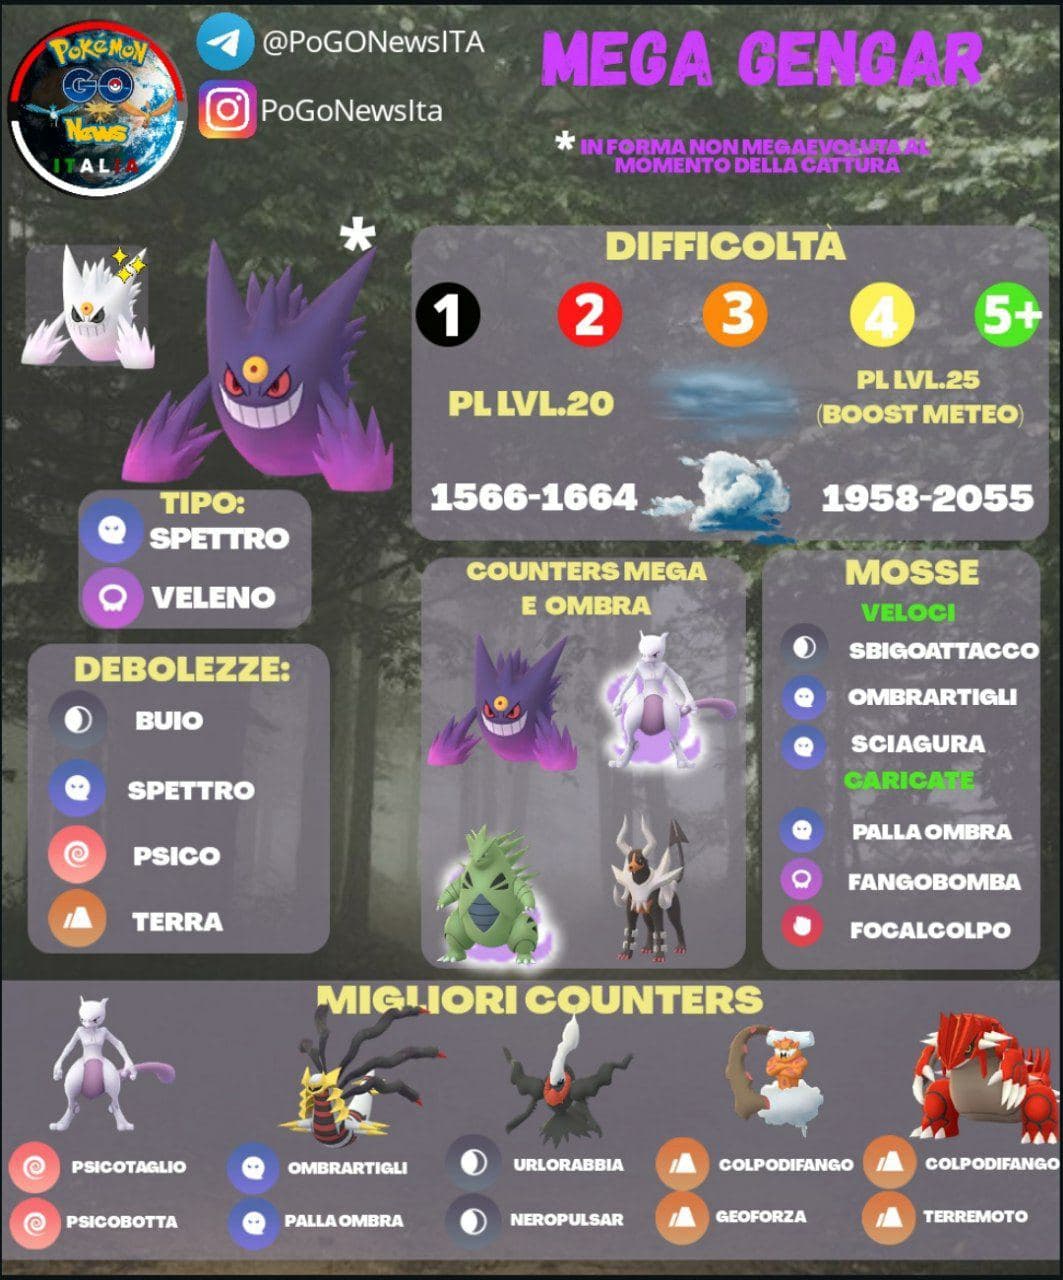 POKEMON
GO
NEWS
ITALIA
@PoGONewsITA
PoGoNewsIta
MEGA GENGAR
* IN FORMA NON MEGAEVOLUTA AL
MOMENTO DELLA CATTURA
*
DIFFICOLTÀ
1 2 3 4 5+
PL LVL.20
PL LVL.25
(BOOST METEO)
1566-1664
1958-2055
TIPO:
SPETTRO
VELENO
DEBOLEZZE:
BUIO
SPETTRO
PSICO
TERRA
COUNTERS MEGA
E OMBRA
MOSSE
VELOCI
SBIGOATTACCO
OMBRARTIGLI
SCIAGURA
CARICATE
PALLA OMBRA
FANGOBOMBA
FOCALCOLPO
MIGLIORI COUNTERS
PSICOTAGLIO
PSICOBOTTA
OMBRARTIGLI
PALLA OMBRA
URLORABBIA
NEROPULSAR
COLPODIFANGO
GEOFORZA
COLPODIFANGO
TERREMOTO